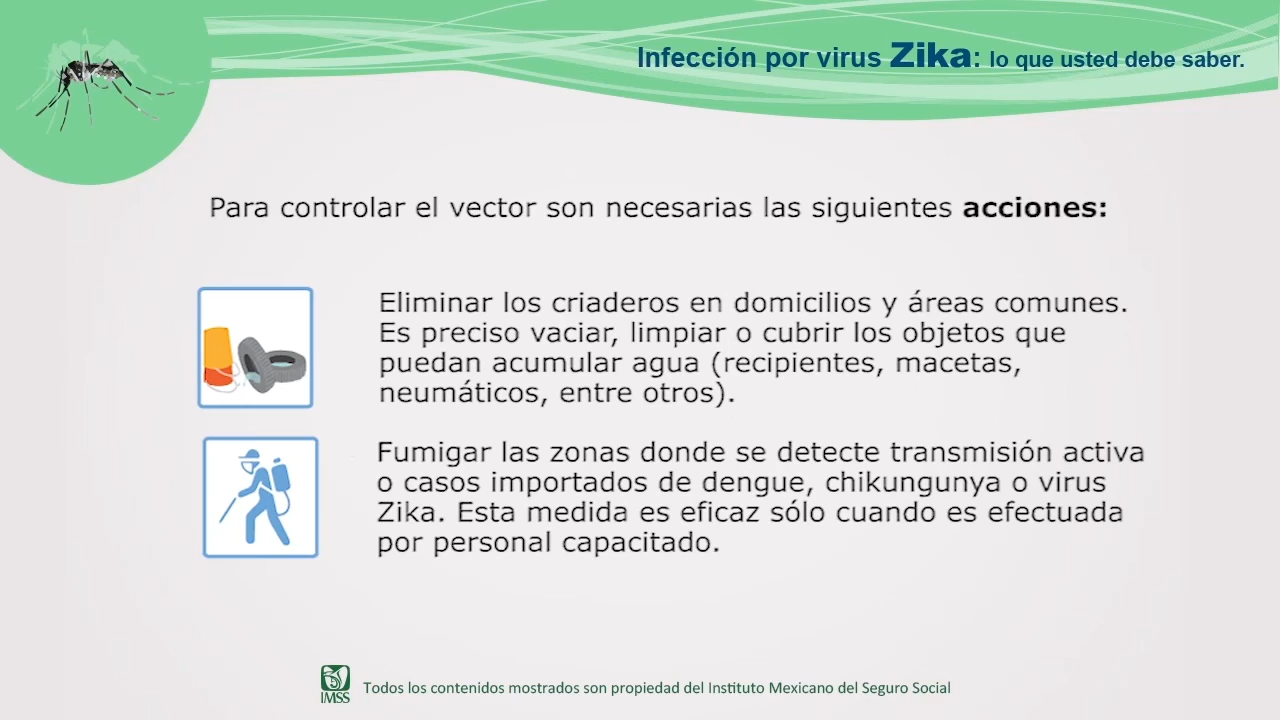 Infección por virus Zika: lo que usted debe saber.
Para controlar el vector son necesarias las siguientes acciones:
Eliminar los criaderos en domicilios y áreas comunes.
Es preciso vaciar, limpiar o cubrir los objetos que
puedan acumular agua (recipientes, macetas,
neumáticos, entre otros).
Fumigar las zonas donde se detecte transmisión activa
o casos importados de dengue, chikungunya o virus
Zika. Esta medida es eficaz sólo cuando es efectuada
por personal capacitado.
IMSS Todos los contenidos mostrados son propiedad del Instituto Mexicano del Seguro Social